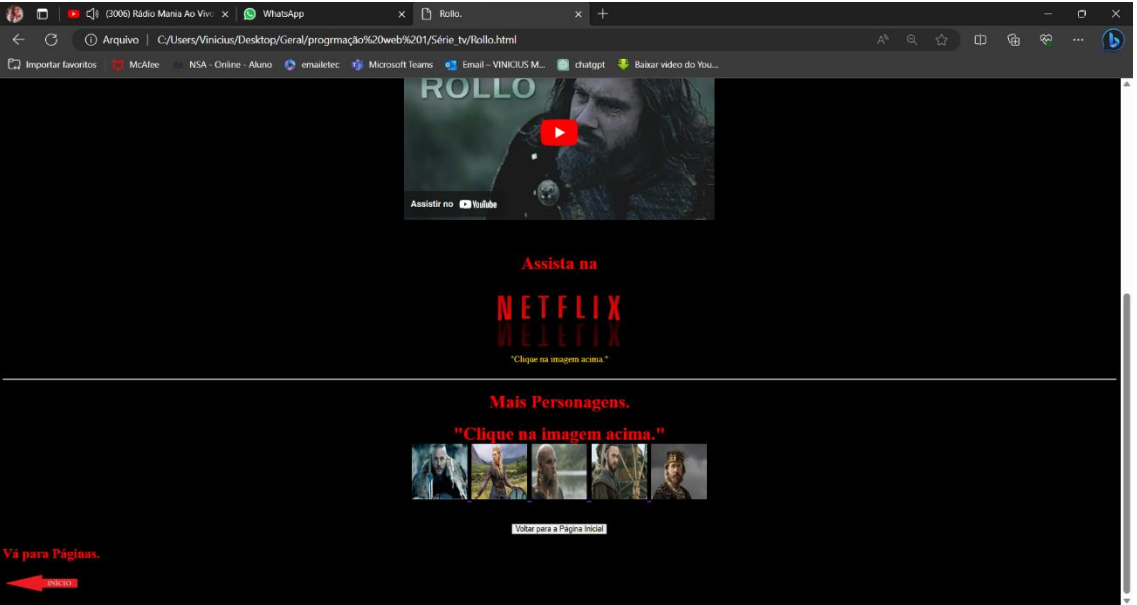 (3006) Rádio Mania Ao Vivo
WhatsApp
Rollo.
Arquivo
C:/Users/Vinicius/Desktop/Geral/progrmação%20web%201/Série_tv/Rollo.html
Importar favoritos
McAfee
NSA - Online - Aluno
emailetec
Microsoft Teams
Email – VINICIUS M...
chatgpt
Baixar video do You...
ROLLO
Assistir no YouTube
Assista na
NETFLIX
"Clique na imagem acima."
Mais Personagens.
"Clique na imagem acima."
Voltar para a Página Inicial
Vá para Páginas.
INÍCIO